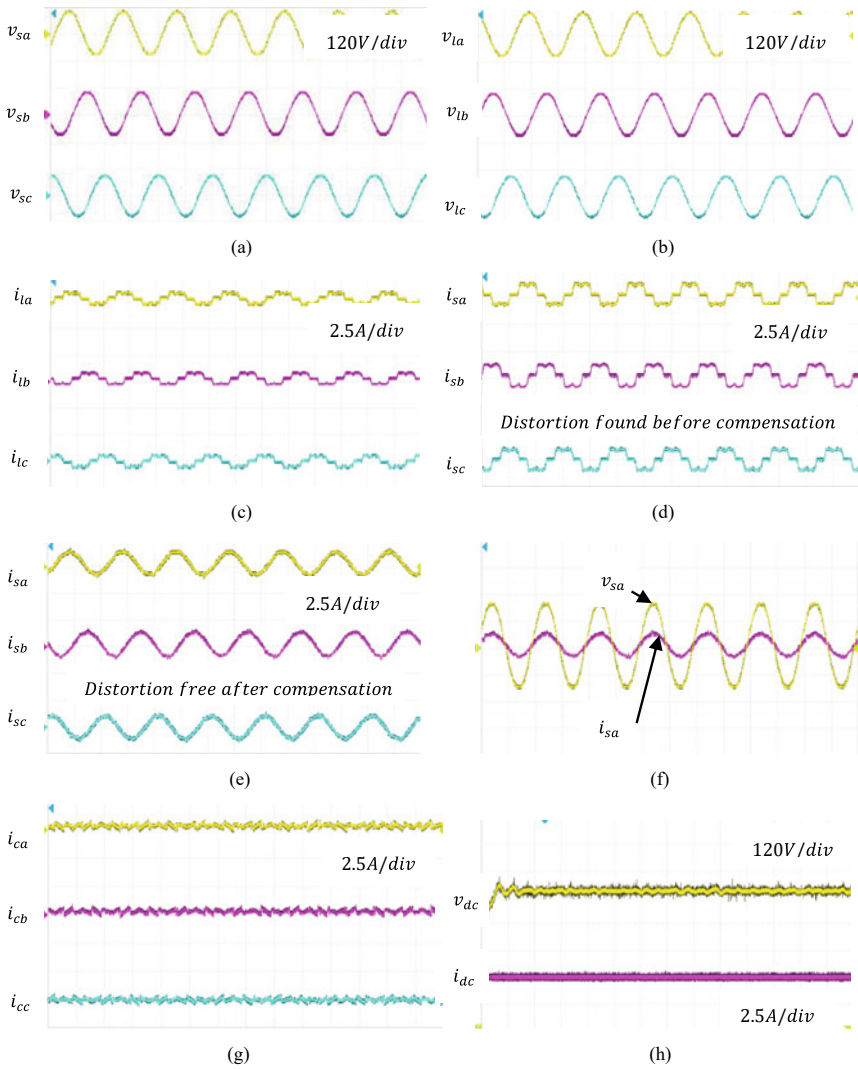 v_sa
120V/div
v_sb
v_sc
(a)
v_la
120V/div
v_lb
v_lc
(b)
i_la
2.5A/div
i_lb
i_lc
(c)
i_sa
2.5A/div
i_sb
Distortion found before compensation
i_sc
(d)
i_sa
2.5A/div
i_sb
Distortion free after compensation
i_sc
(e)
v_sa
i_sa
(f)
i_ca
2.5A/div
i_cb
i_cc
(g)
120V/div
v_dc
i_dc
2.5A/div
(h)